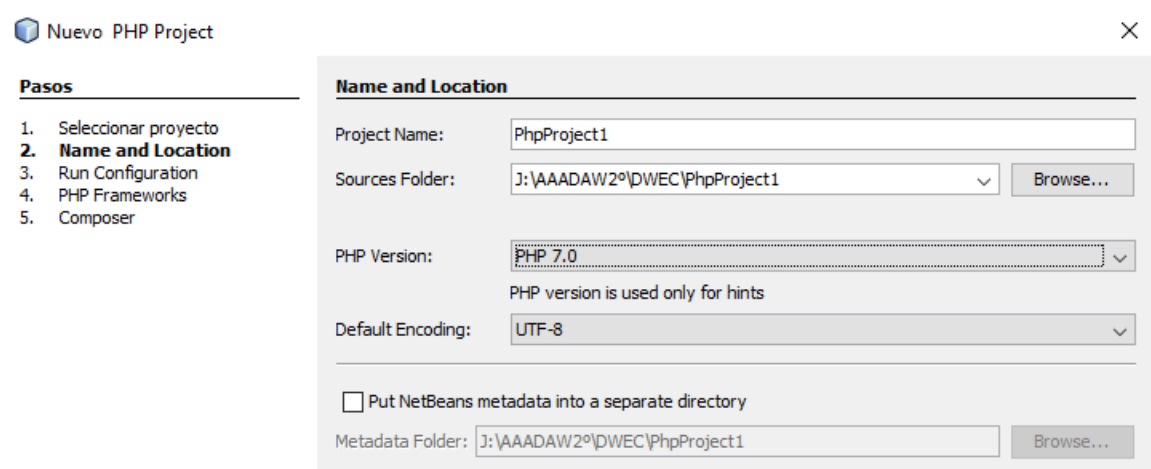 Nuevo PHP Project
Pasos
1. Seleccionar proyecto
2. Name and Location
3. Run Configuration
4. PHP Frameworks
5. Composer
Name and Location
Project Name: PhpProject1
Sources Folder: J:\AAADAW2º\DWEC\PhpProject1 Browse...
PHP Version: PHP 7.0
PHP version is used only for hints
Default Encoding: UTF-8
Put NetBeans metadata into a separate directory
Metadata Folder: J:\AAADAW2º\DWEC\PhpProject1 Browse...